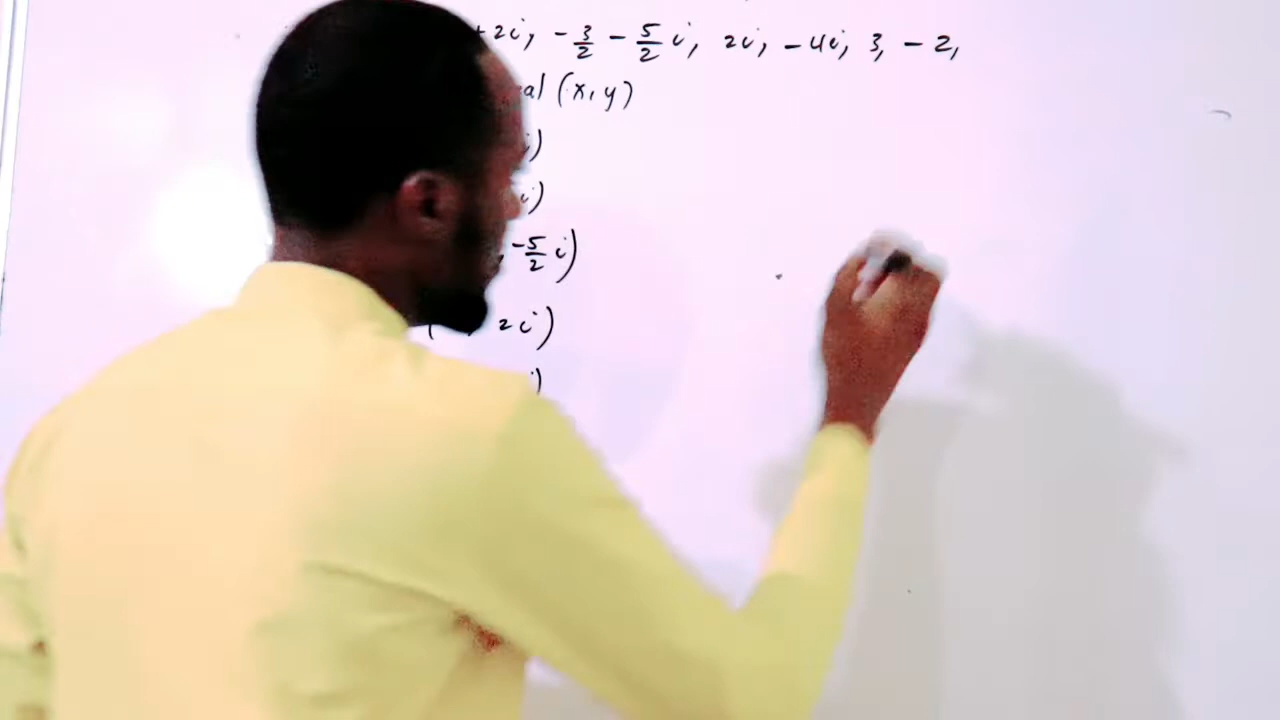 + 2i, - 3/2 - 5/2 i, 2i, - 4i, 3, - 2,
al (x, y)
i)
i)
, -5/2 i)
( , 2i)
i)